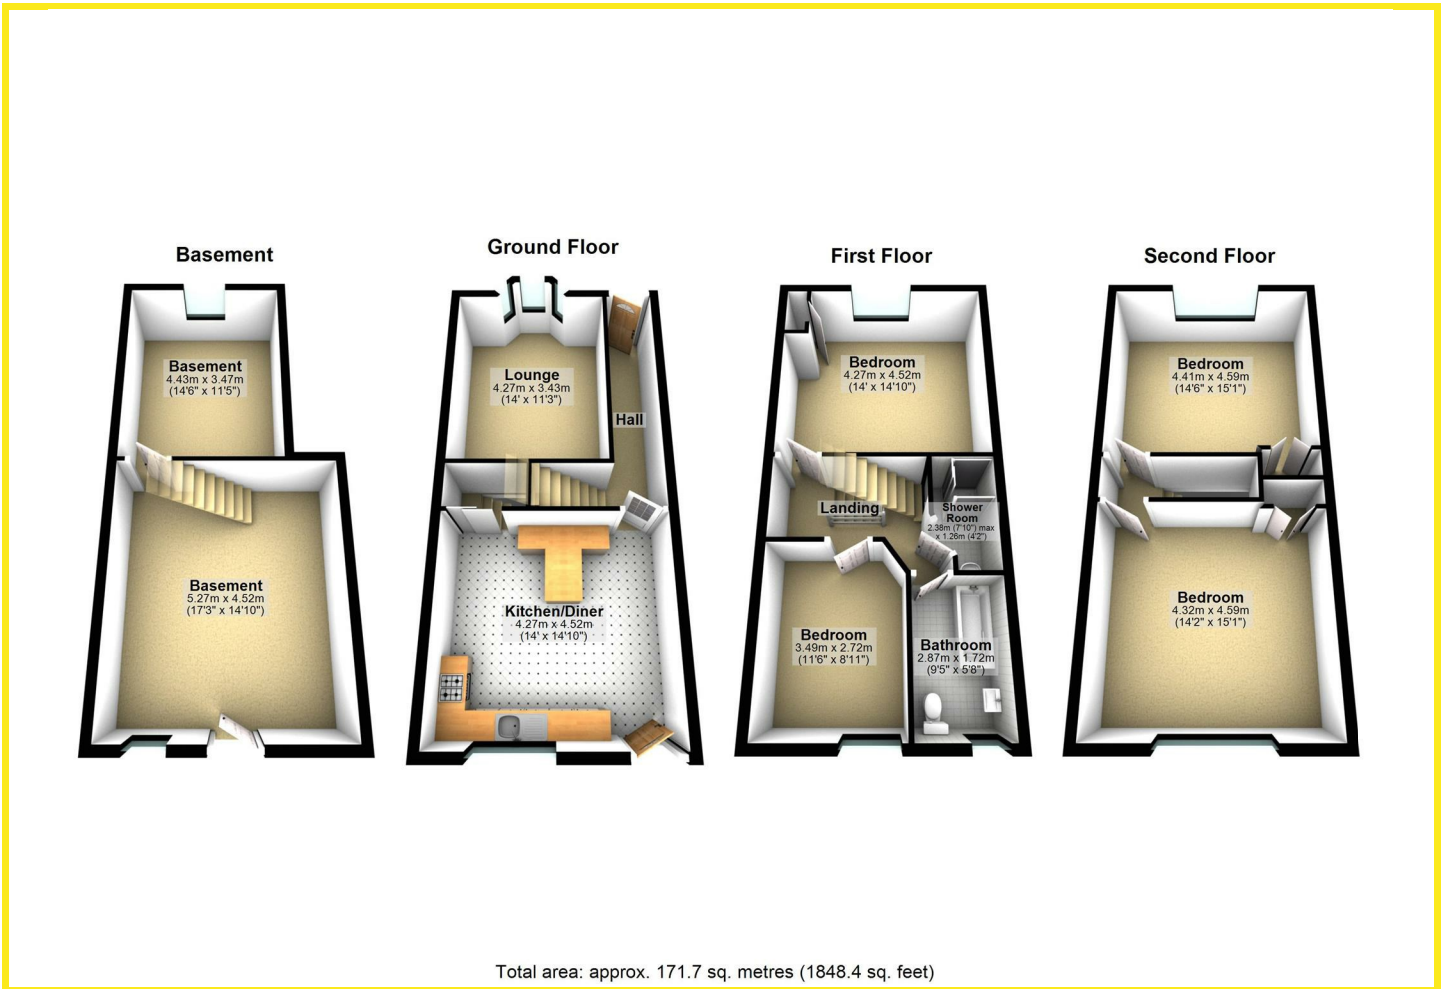 Basement
Basement
4.43m x 3.47m
(14'6" x 11'5")
Basement
5.27m x 4.52m
(17'3" x 14'10")
Ground Floor
Lounge
4.27m x 3.43m
(14' x 11'3")
Hall
Kitchen/Diner
4.27m x 4.52m
(14' x 14'10")
First Floor
Bedroom
4.27m x 4.52m
(14' x 14'10")
Landing
Shower
Room
2.38m (7'10") max
x 1.26m (4'2")
Bedroom
3.49m x 2.72m
(11'6" x 8'11")
Bathroom
2.87m x 1.72m
(9'5" x 5'8")
Second Floor
Bedroom
4.41m x 4.59m
(14'6" x 15'1")
Bedroom
4.32m x 4.59m
(14'2" x 15'1")
Total area: approx. 171.7 sq. metres (1848.4 sq. feet)